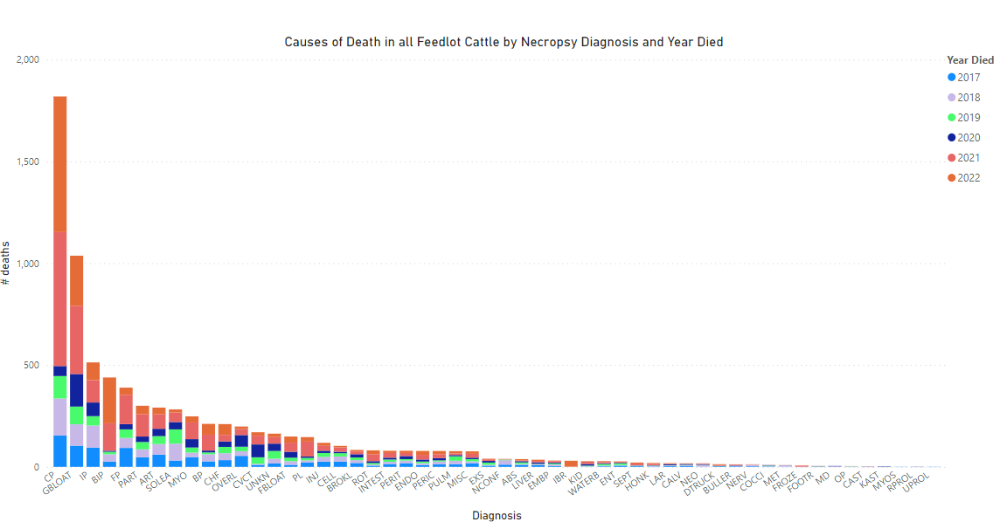 Causes of Death in all Feedlot Cattle by Necropsy Diagnosis and Year Died
Year Died
2017
2018
2019
2020
2021
2022
# deaths
2,000
1,500
1,000
500
0
CP
GBLOAT
IP
BIP
FP
PART
ART
SOLEA
MYO
BP
CHF
OVERL
CVCT
UNKN
FBLOAT
PL
INJ
CELL
BROKL
ROT
INTEST
PERIT
ENDO
PERIC
PULM
MISC
EXS
NCONF
ABS
LIVER
EMBP
IBR
KID
WATERB
ENT
SEPT
HONK
LAR
CALV
NEO
DTRUCK
BULLER
NERV
COCCI
MET
FROZE
FOOTR
MD
OP
CAST
KAST
MYOS
RPROL
UPROL
Diagnosis